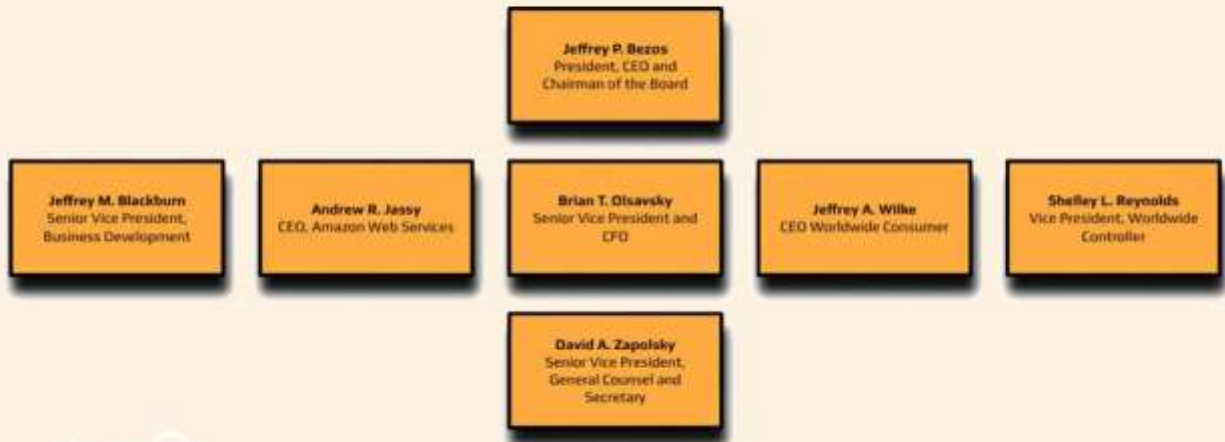 Jeffrey P. Bezos
President, CEO and
Chairman of the Board
Jeffrey M. Blackburn
Senior Vice President,
Business Development
Andrew R. Jassy
CEO, Amazon Web Services
Brian T. Olsavsky
Senior Vice President and
CFO
Jeffrey A. Wilke
CEO Worldwide Consumer
Shelley L. Reynolds
Vice President, Worldwide
Controller
David A. Zapolsky
Senior Vice President,
General Counsel and
Secretary